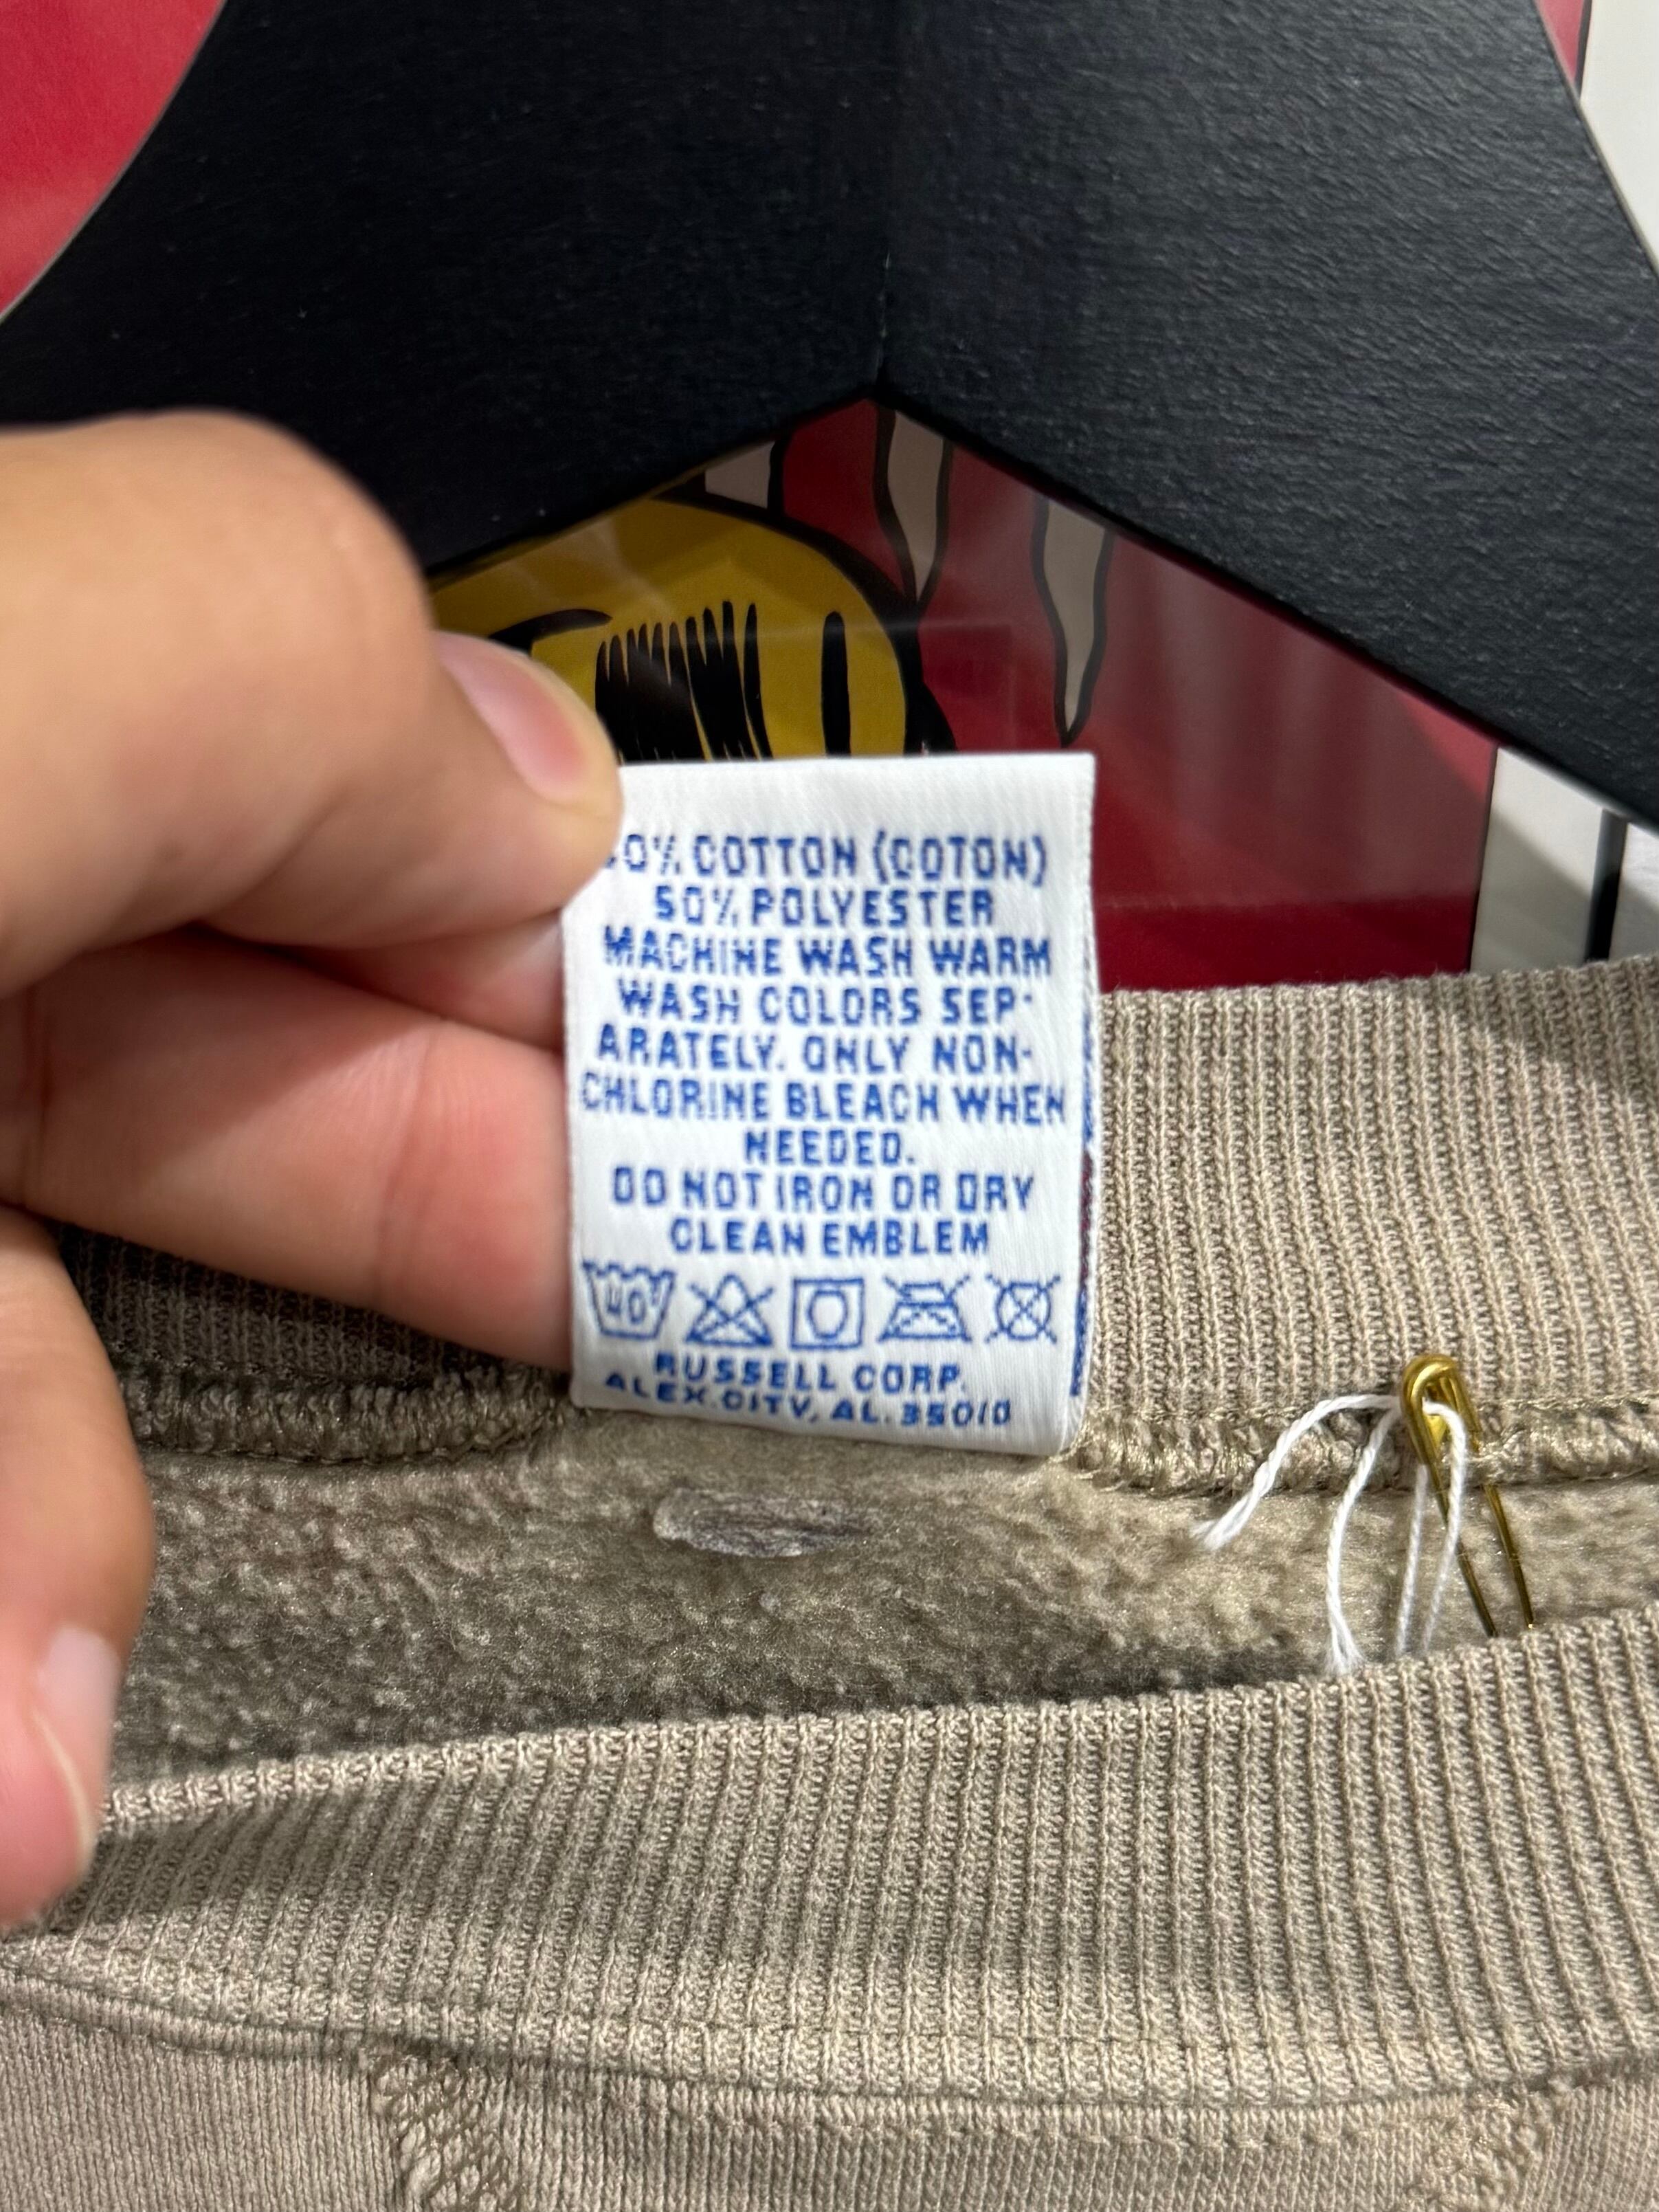 0% COTTON (COTON)
50% POLYESTER
MACHINE WASH WARM
WASH COLORS SEP-
ARATELY. ONLY NON-
CHLORINE BLEACH WHEN
NEEDED.
DO NOT IRON OR DRY
CLEAN EMBLEM
40
RUSSELL CORP.
ALEX.CITY, AL. 35010